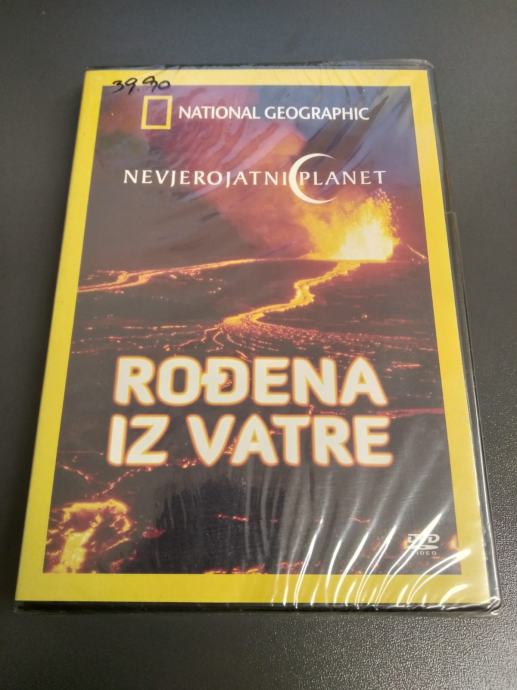 39.90
NATIONAL GEOGRAPHIC
NEVJEROJATNI PLANET
ROĐENA
IZ VATRE
DVD
VIDEO